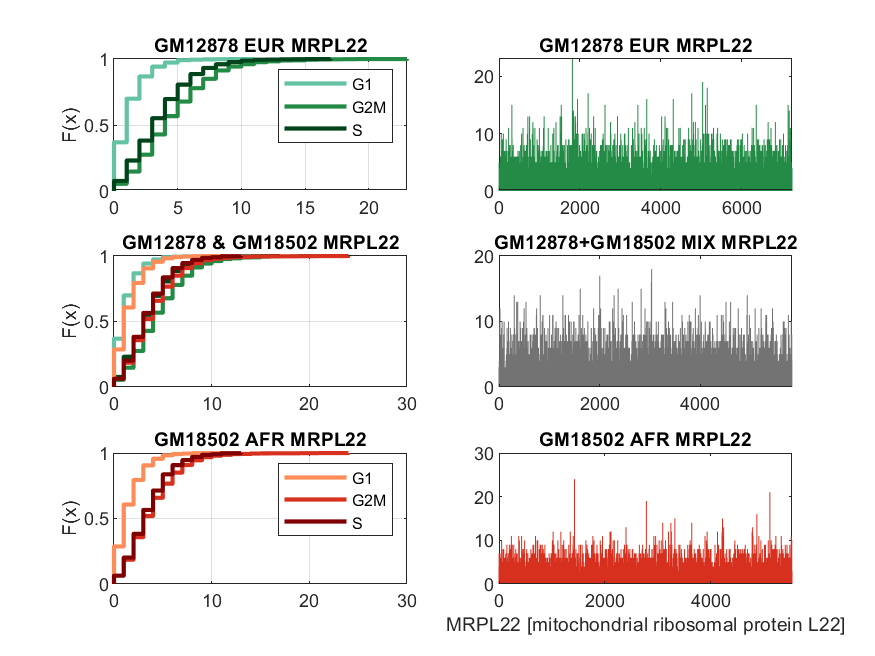 GM12878 EUR MRPL22
F(x)
1
0.5
0
0 5 10 15 20
G1
G2M
S
GM12878 EUR MRPL22
20
10
0
0 2000 4000 6000
GM12878 & GM18502 MRPL22
F(x)
1
0.5
0
0 10 20 30
GM12878+GM18502 MIX MRPL22
20
10
0
0 2000 4000
GM18502 AFR MRPL22
F(x)
1
0.5
0
0 10 20 30
G1
G2M
S
GM18502 AFR MRPL22
30
20
10
0
0 2000 4000
MRPL22 [mitochondrial ribosomal protein L22]